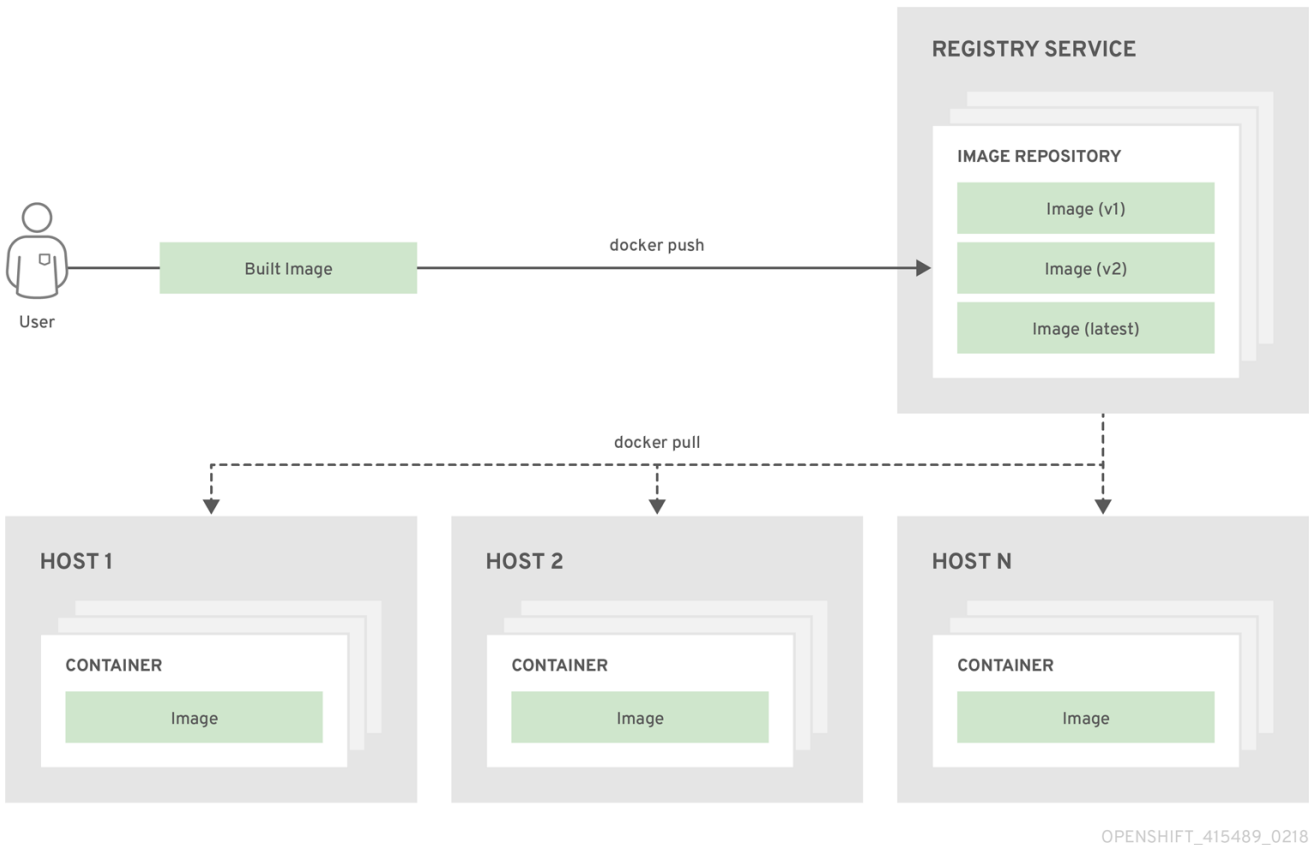 REGISTRY SERVICE
IMAGE REPOSITORY
Image (v1)
Image (v2)
Image (latest)
User
Built Image
docker push
docker pull
HOST 1
CONTAINER
Image
HOST 2
CONTAINER
Image
HOST N
CONTAINER
Image
OPENSHIFT_415489_0218